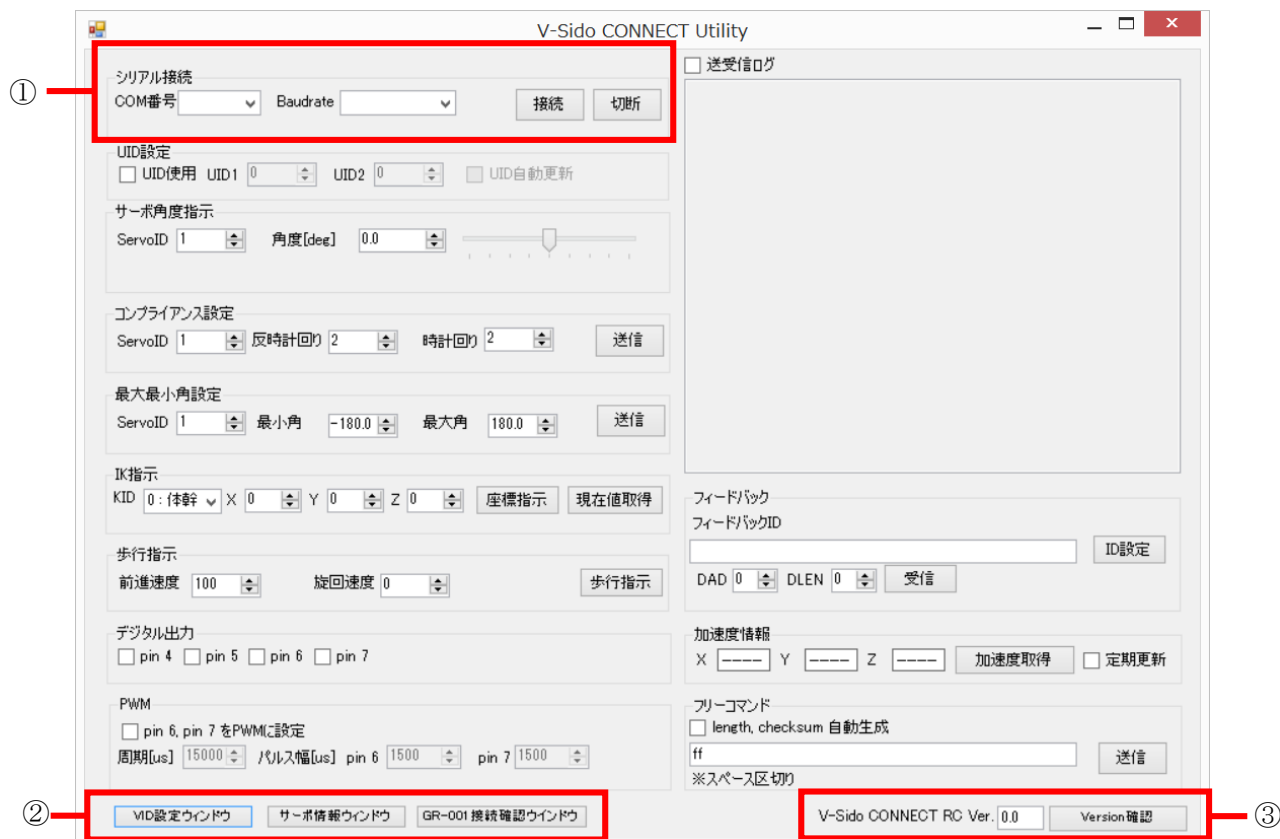 V-Sido CONNECT Utility
①
シリアル接続
COM番号 Baudrate 接続 切断
UID設定
UID使用 UID1 0 UID2 0 UID自動更新
サーボ角度指示
ServoID 1 角度[deg] 0.0
コンプライアンス設定
ServoID 1 反時計回り 2 時計回り 2 送信
最大最小角設定
ServoID 1 最小角 -180.0 最大角 180.0 送信
IK指示
KID 0:体幹 X 0 Y 0 Z 0 座標指示 現在値取得
歩行指示
前進速度 100 旋回速度 0 歩行指示
デジタル出力
pin 4 pin 5 pin 6 pin 7
PWM
pin 6, pin 7 をPWMに設定
周期[us] 15000 パルス幅[us] pin 6 1500 pin 7 1500
②
VID設定ウィンドウ サーボ情報ウィンドウ GR-001 接続確認ウインドウ
送受信ログ
フィードバック
フィードバックID
ID設定
DAD 0 DLEN 0 受信
加速度情報
X ---- Y ---- Z ---- 加速度取得 定期更新
フリーコマンド
length, checksum 自動生成
ff 送信
※スペース区切り
V-Sido CONNECT RC Ver. 0.0 Version確認
③